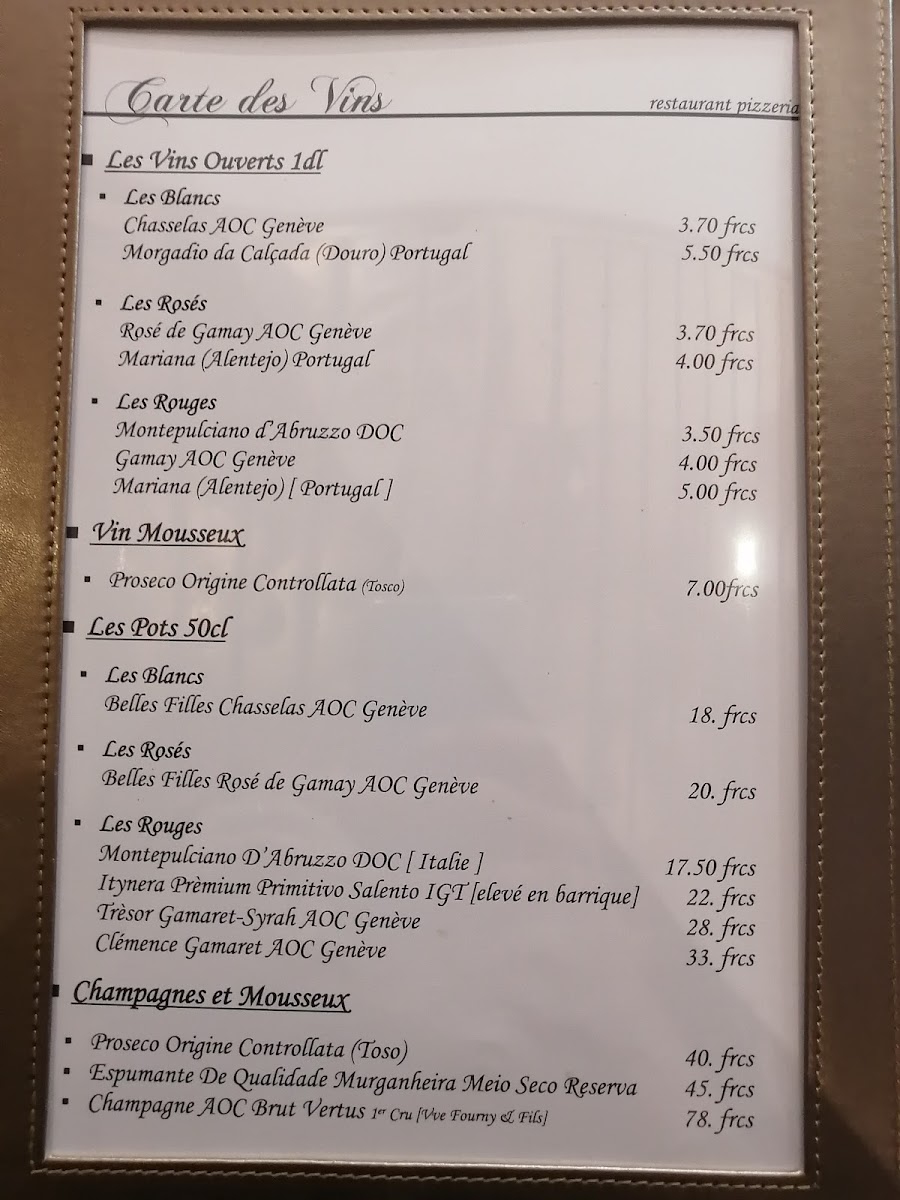 Carte des Vins
restaurant pizzeria
Les Vins Ouverts 1dl
Les Blancs
Chasselas AOC Genève 3.70 frcs
Morgadio da Calçada (Douro) Portugal 5.50 frcs
Les Rosés
Rosé de Gamay AOC Genève 3.70 frcs
Mariana (Alentejo) Portugal 4.00 frcs
Les Rouges
Montepulciano d'Abruzzo DOC 3.50 frcs
Gamay AOC Genève 4.00 frcs
Mariana (Alentejo) [ Portugal ] 5.00 frcs
Vin Mousseux
Proseco Origine Controllata (Tosco) 7.00frcs
Les Pots 50cl
Les Blancs
Belles Filles Chasselas AOC Genève 18. frcs
Les Rosés
Belles Filles Rosé de Gamay AOC Genève 20. frcs
Les Rouges
Montepulciano D'Abruzzo DOC [ Italie ] 17.50 frcs
Itynera Prèmium Primitivo Salento IGT [elevé en barrique] 22. frcs
Trèsor Gamaret-Syrah AOC Genève 28. frcs
Clémence Gamaret AOC Genève 33. frcs
Champagnes et Mousseux
Proseco Origine Controllata (Toso) 40. frcs
Espumante De Qualidade Murganheira Meio Seco Reserva 45. frcs
Champagne AOC Brut Vertus 1er Cru [Vve Fourny & Fils] 78. frcs